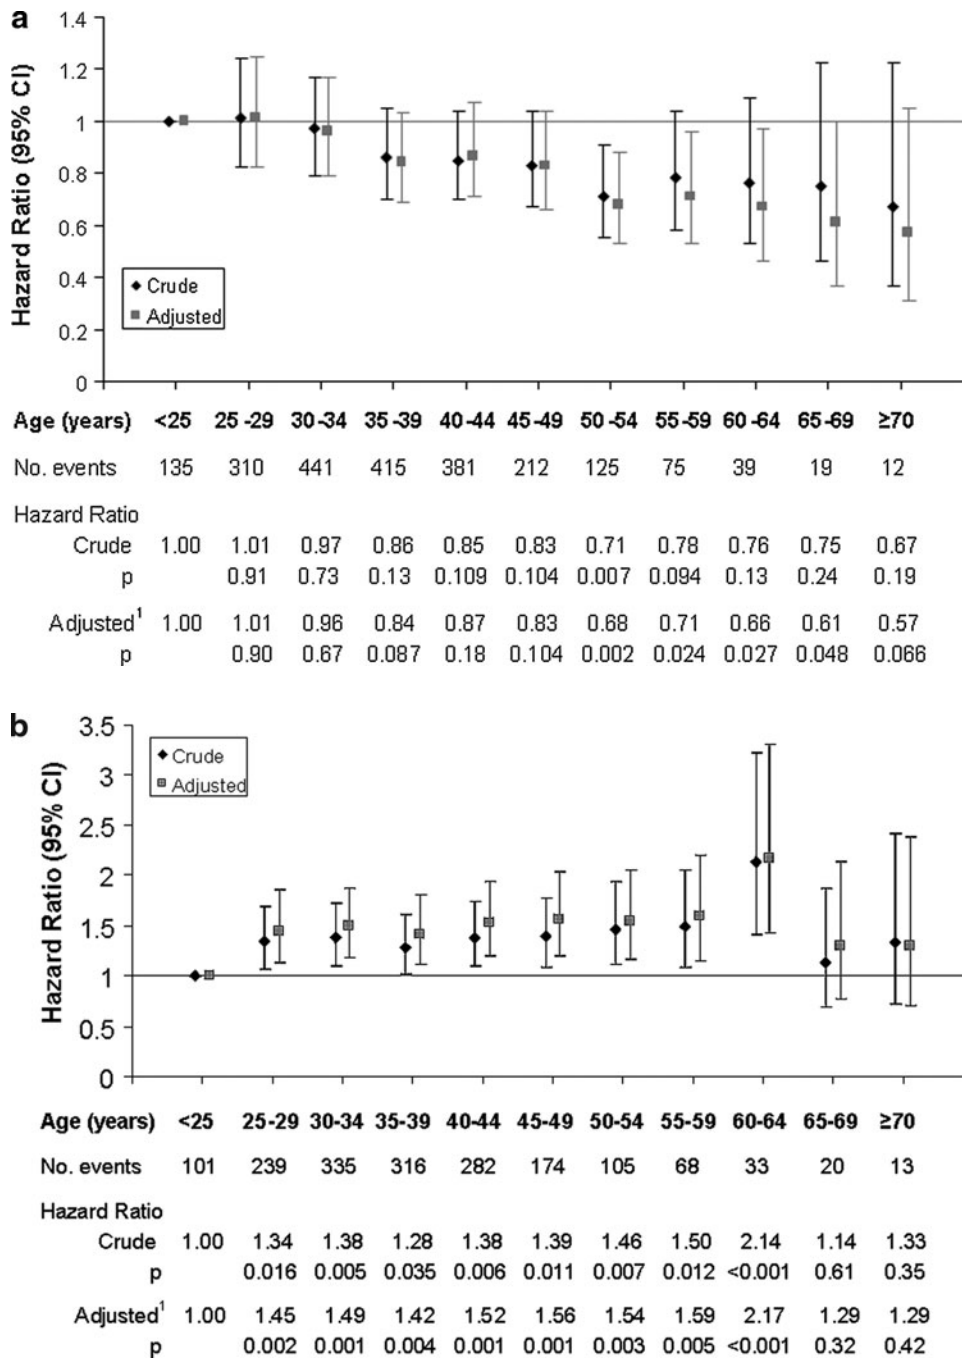 a
1.4
1.2
1
0.8
0.6
0.4
0.2
0
Hazard Ratio (95% CI)
Crude
Adjusted
Age (years) <25 25-29 30-34 35-39 40-44 45-49 50-54 55-59 60-64 65-69 ≥70
No. events 135 310 441 415 381 212 125 75 39 19 12
Hazard Ratio
Crude 1.00 1.01 0.97 0.86 0.85 0.83 0.71 0.78 0.76 0.75 0.67
p 0.91 0.73 0.13 0.109 0.104 0.007 0.094 0.13 0.24 0.19
Adjusted1 1.00 1.01 0.96 0.84 0.87 0.83 0.68 0.71 0.66 0.61 0.57
p 0.90 0.67 0.087 0.18 0.104 0.002 0.024 0.027 0.048 0.066
b
3.5
3
2.5
2
1.5
1
0.5
0
Hazard Ratio (95% CI)
Crude
Adjusted
Age (years) <25 25-29 30-34 35-39 40-44 45-49 50-54 55-59 60-64 65-69 ≥70
No. events 101 239 335 316 282 174 105 68 33 20 13
Hazard Ratio
Crude 1.00 1.34 1.38 1.28 1.38 1.39 1.46 1.50 2.14 1.14 1.33
p 0.016 0.005 0.035 0.006 0.011 0.007 0.012 <0.001 0.61 0.35
Adjusted1 1.00 1.45 1.49 1.42 1.52 1.56 1.54 1.59 2.17 1.29 1.29
p 0.002 0.001 0.004 0.001 0.001 0.003 0.005 <0.001 0.32 0.42